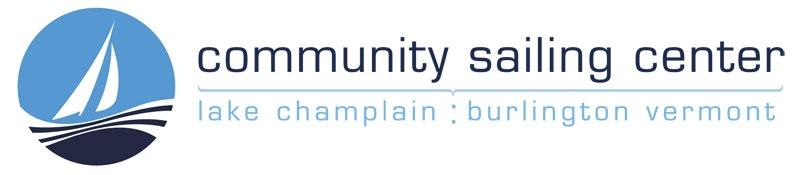 community sailing center
lake champlain : burlington vermont